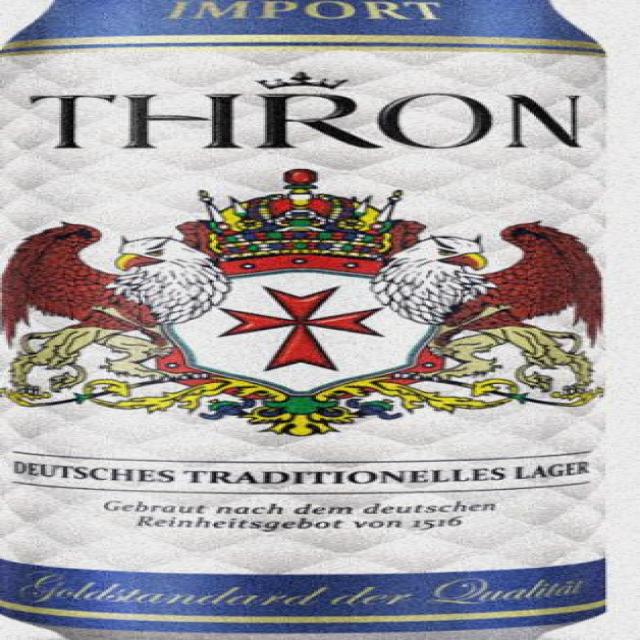 IMPORT
THRON
DEUTSCHES TRADITIONELLES LAGER
Gebraut nach dem deutschen
Reinheitsgebot von 1516
Goldstandard der Qualität